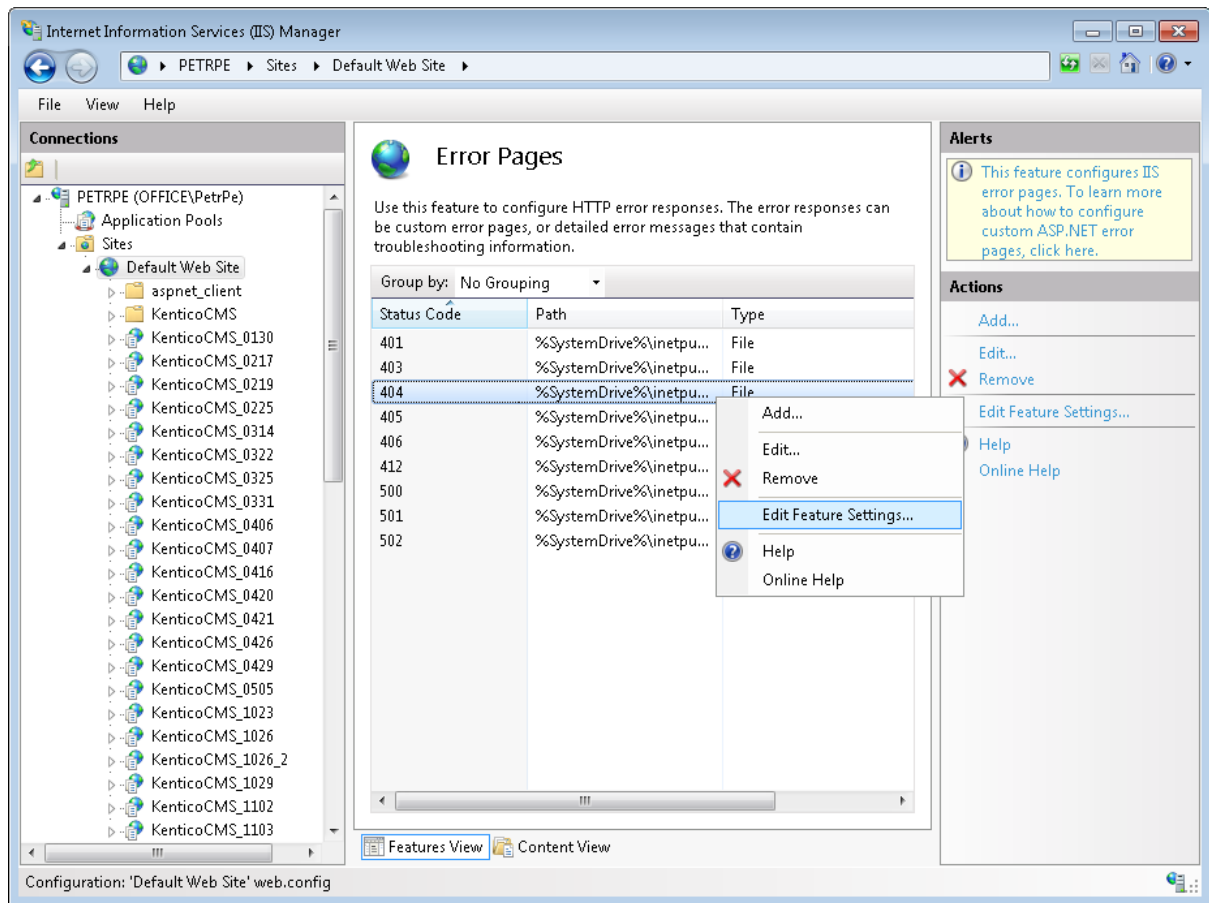 Internet Information Services (IIS) Manager
PETRPE Sites Default Web Site
File View Help
Connections
PETRPE (OFFICE\PetrPe)
Application Pools
Sites
Default Web Site
aspnet_client
KenticoCMS
KenticoCMS_0130
KenticoCMS_0217
KenticoCMS_0219
KenticoCMS_0225
KenticoCMS_0314
KenticoCMS_0322
KenticoCMS_0325
KenticoCMS_0331
KenticoCMS_0406
KenticoCMS_0407
KenticoCMS_0416
KenticoCMS_0420
KenticoCMS_0421
KenticoCMS_0426
KenticoCMS_0429
KenticoCMS_0505
KenticoCMS_1023
KenticoCMS_1026
KenticoCMS_1026_2
KenticoCMS_1029
KenticoCMS_1102
KenticoCMS_1103
Error Pages
Use this feature to configure HTTP error responses. The error responses can
be custom error pages, or detailed error messages that contain
troubleshooting information.
Group by: No Grouping
Status Code Path Type
401 %SystemDrive%\inetpu... File
403 %SystemDrive%\inetpu... File
404 %SystemDrive%\inetpu... File
405 %SystemDrive%\inetpu...
406 %SystemDrive%\inetpu...
412 %SystemDrive%\inetpu...
500 %SystemDrive%\inetpu...
501 %SystemDrive%\inetpu...
502 %SystemDrive%\inetpu...
Add...
Edit...
Remove
Edit Feature Settings...
Help
Online Help
Features View Content View
Alerts
This feature configures IIS
error pages. To learn more
about how to configure
custom ASP.NET error
pages, click here.
Actions
Add...
Edit...
Remove
Edit Feature Settings...
Help
Online Help
Configuration: 'Default Web Site' web.config